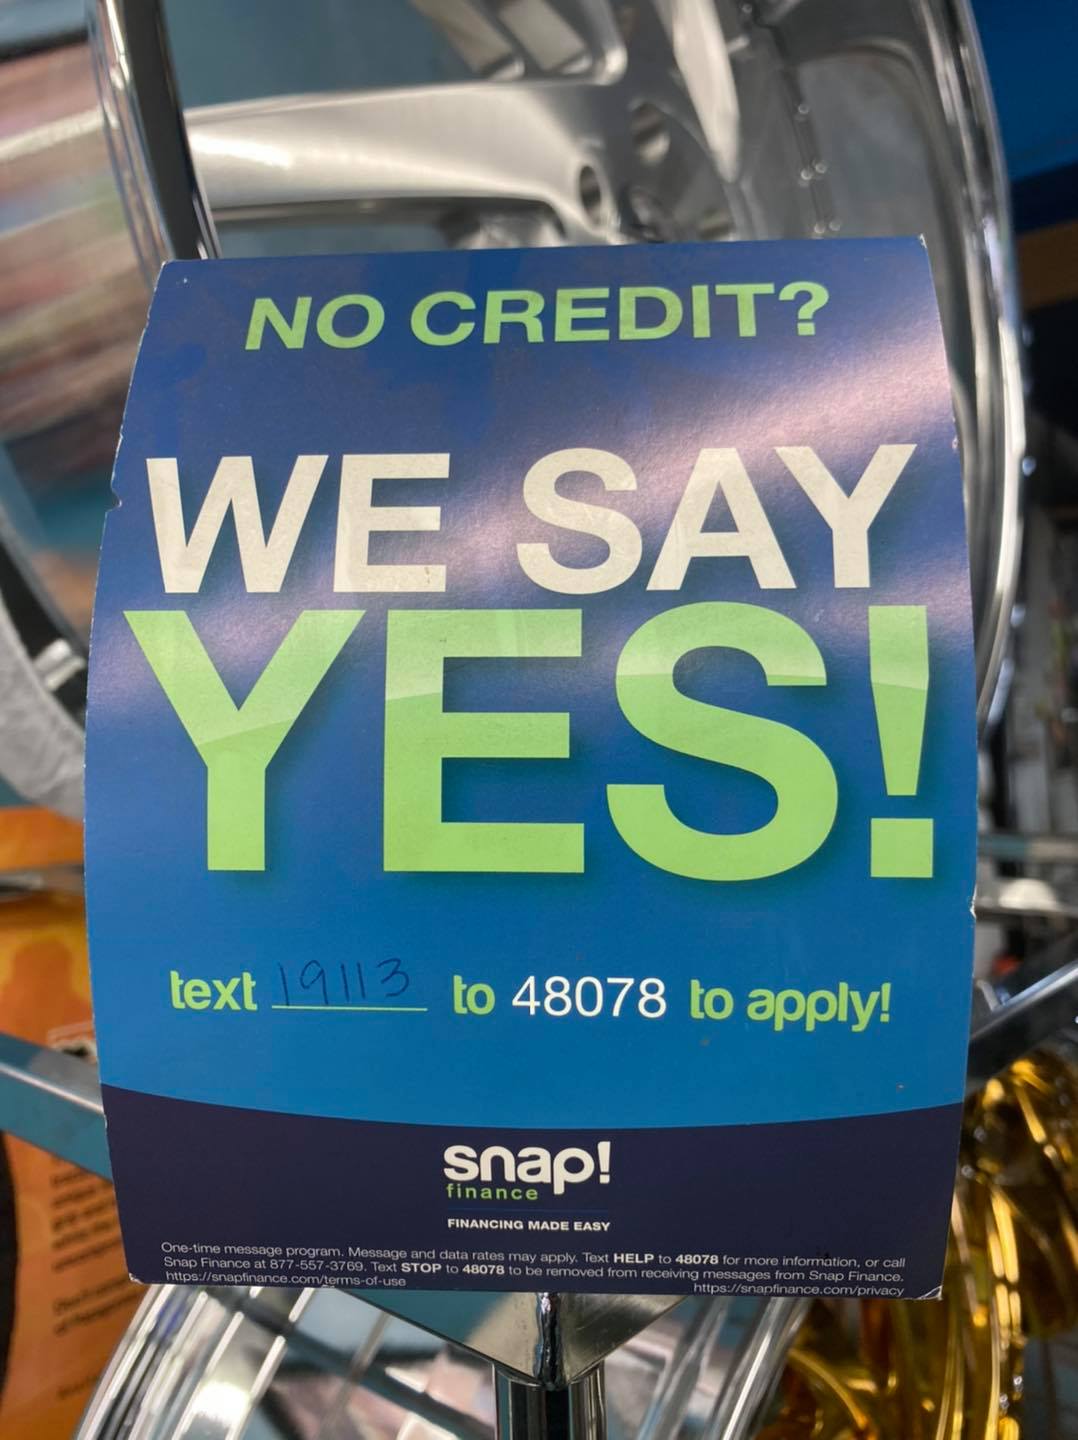 NO CREDIT?
WE SAY
YES!
text 19113 to 48078 to apply!
snap!
finance
FINANCING MADE EASY
One-time message program. Message and data rates may apply. Text HELP to 48078 for more information, or call
Snap Finance at 877-557-3769. Text STOP to 48078 to be removed from receiving messages from Snap Finance.
https://snapfinance.com/terms-of-use
https://snapfinance.com/privacy